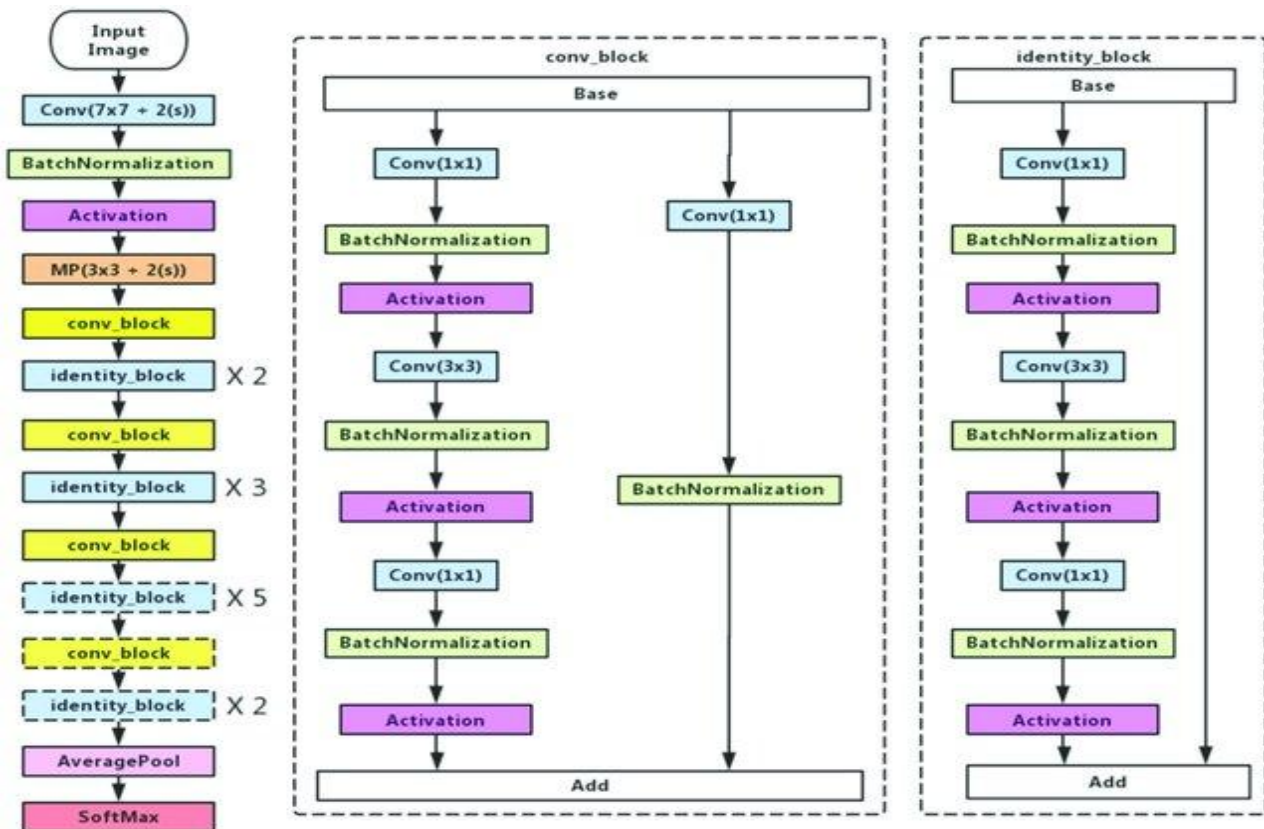 Input
Image
Conv(7x7 + 2(s))
BatchNormalization
Activation
MP(3x3 + 2(s))
conv_block
identity_block X 2
conv_block
identity_block X 3
conv_block
identity_block X 5
conv_block
identity_block X 2
AveragePool
SoftMax
conv_block
Base
Conv(1x1)
BatchNormalization
Activation
Conv(3x3)
BatchNormalization
Activation
Conv(1x1)
BatchNormalization
Activation
Conv(1x1)
BatchNormalization
Add
identity_block
Base
Conv(1x1)
BatchNormalization
Activation
Conv(3x3)
BatchNormalization
Activation
Conv(1x1)
BatchNormalization
Activation
Add